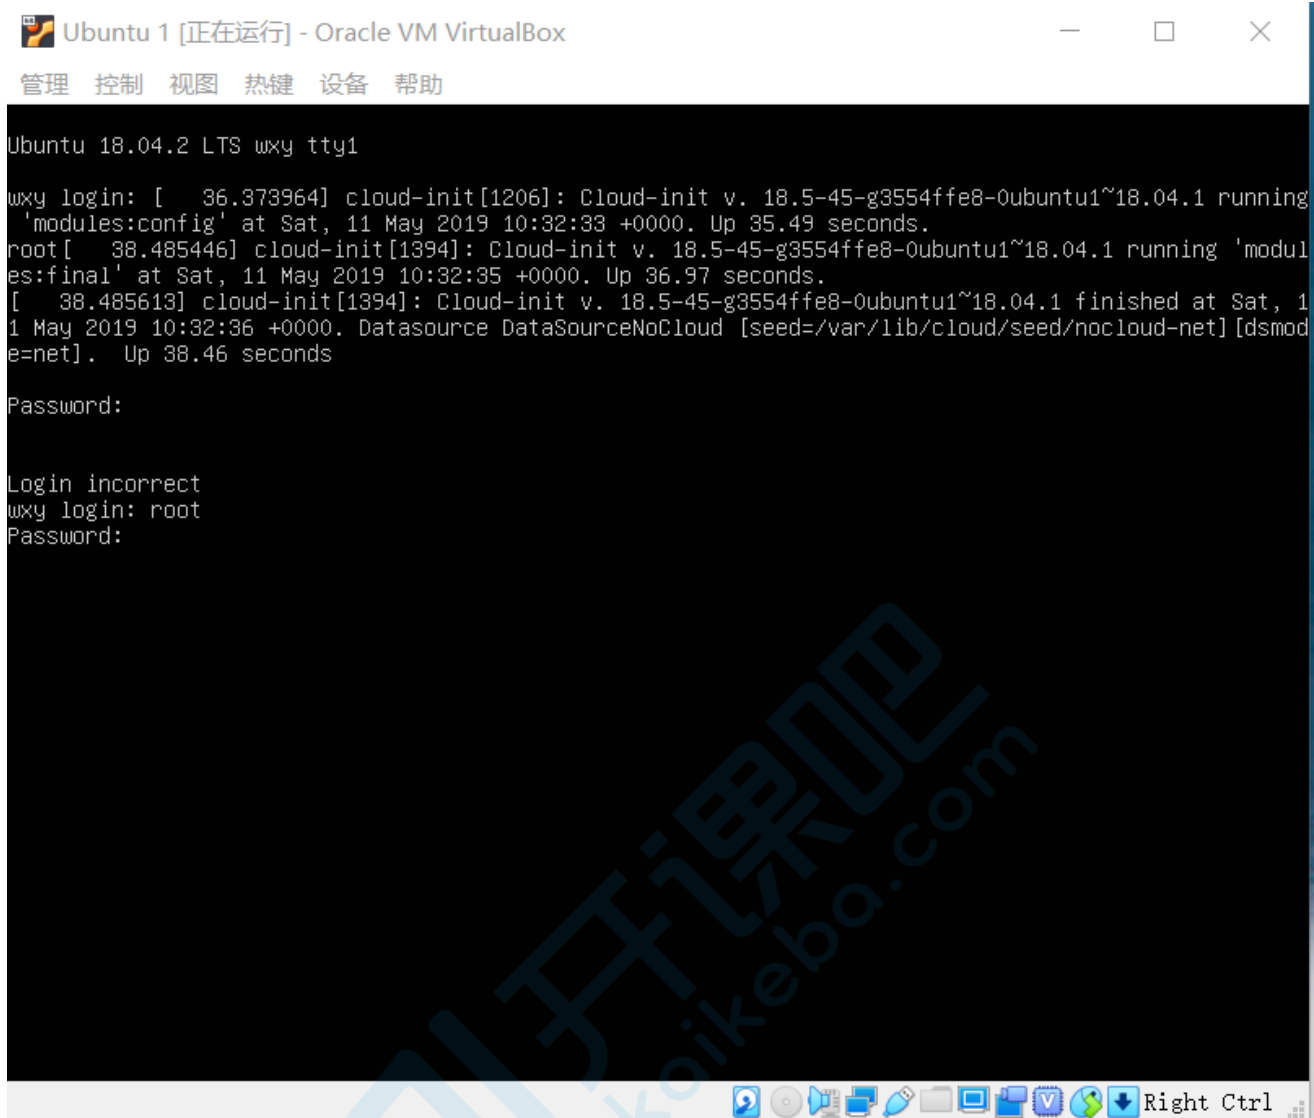 Ubuntu 1 [正在运行] - Oracle VM VirtualBox
管理 控制 视图 热键 设备 帮助
Ubuntu 18.04.2 LTS wxy tty1
wxy login: [   36.373964] cloud-init[1206]: Cloud-init v. 18.5-45-g3554ffe8-0ubuntu1~18.04.1 running
 'modules:config' at Sat, 11 May 2019 10:32:33 +0000. Up 35.49 seconds.
root[   38.485446] cloud-init[1394]: Cloud-init v. 18.5-45-g3554ffe8-0ubuntu1~18.04.1 running 'modul
es:final' at Sat, 11 May 2019 10:32:35 +0000. Up 36.97 seconds.
[   38.485613] cloud-init[1394]: Cloud-init v. 18.5-45-g3554ffe8-0ubuntu1~18.04.1 finished at Sat, 1
1 May 2019 10:32:36 +0000. Datasource DataSourceNoCloud [seed=/var/lib/cloud/seed/nocloud-net][dsmod
e=net].  Up 38.46 seconds
Password:
Login incorrect
wxy login: root
Password:
开课吧
kaikeba.com
Right Ctrl